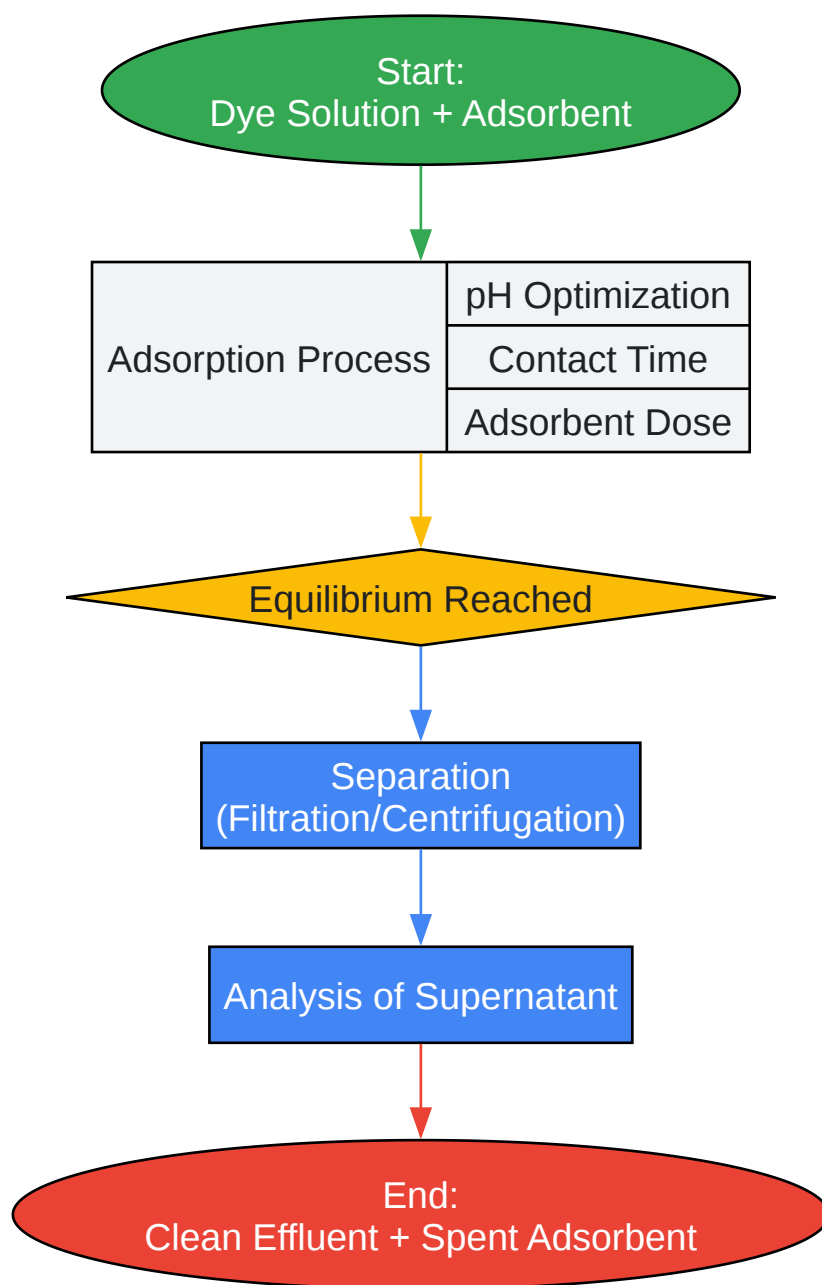 Start:
Dye Solution + Adsorbent
Adsorption Process
pH Optimization
Contact Time
Adsorbent Dose
Equilibrium Reached
Separation
(Filtration/Centrifugation)
Analysis of Supernatant
End:
Clean Effluent + Spent Adsorbent